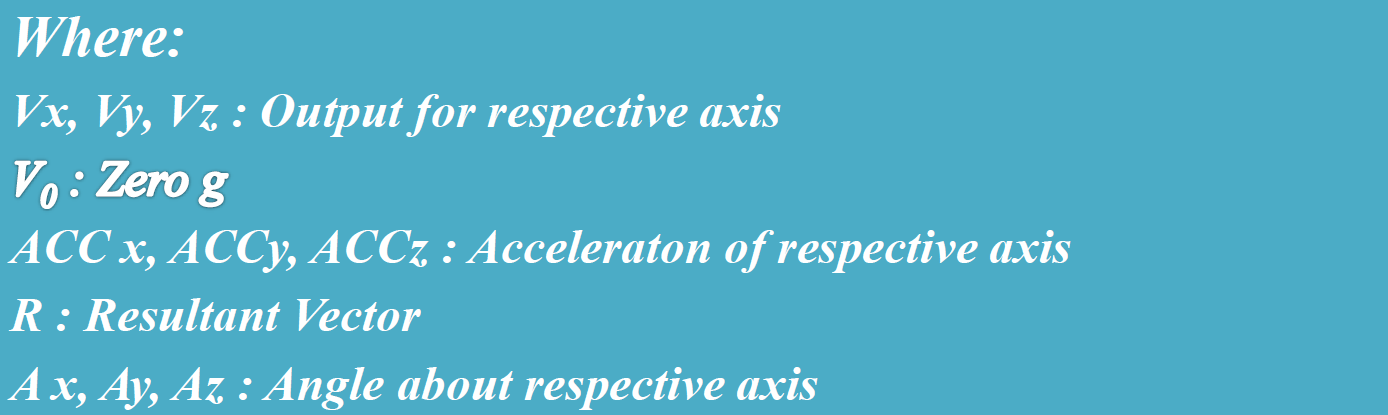 Where:
Vx, Vy, Vz : Output for respective axis
V₀ : Zero g
ACC x, ACCy, ACCz : Acceleraton of respective axis
R : Resultant Vector
A x, Ay, Az : Angle about respective axis